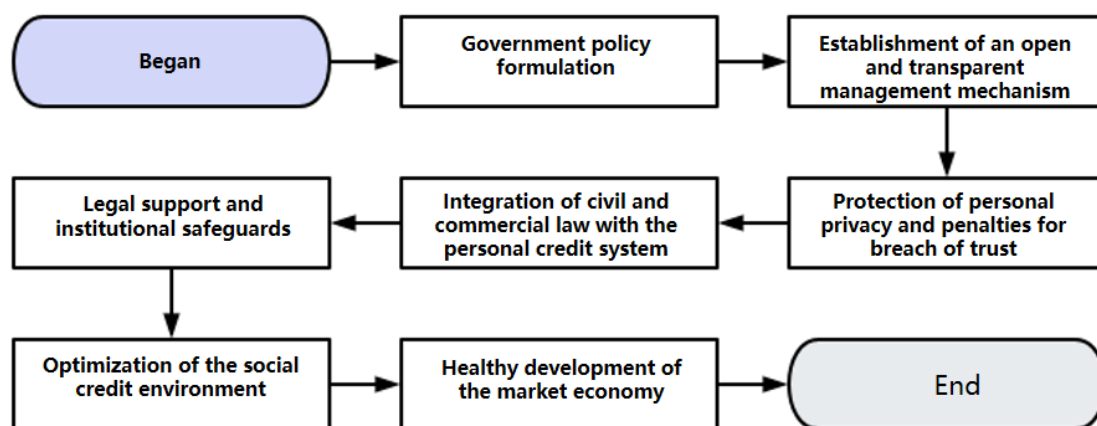 Began
Government policy
formulation
Establishment of an open
and transparent
management mechanism
Protection of personal
privacy and penalties for
breach of trust
Integration of civil and
commercial law with the
personal credit system
Legal support and
institutional safeguards
Optimization of the social
credit environment
Healthy development of
the market economy
End